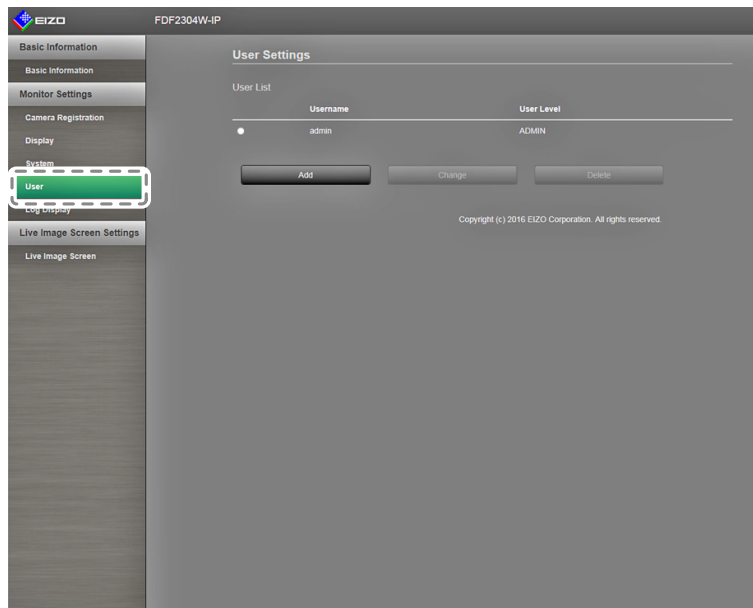 EIZO
FDF2304W-IP
Basic Information
Basic Information
Monitor Settings
Camera Registration
Display
System
User
Log Display
Live Image Screen Settings
Live Image Screen
User Settings
User List
Username User Level
admin ADMIN
Add Change Delete
Copyright (c) 2016 EIZO Corporation. All rights reserved.